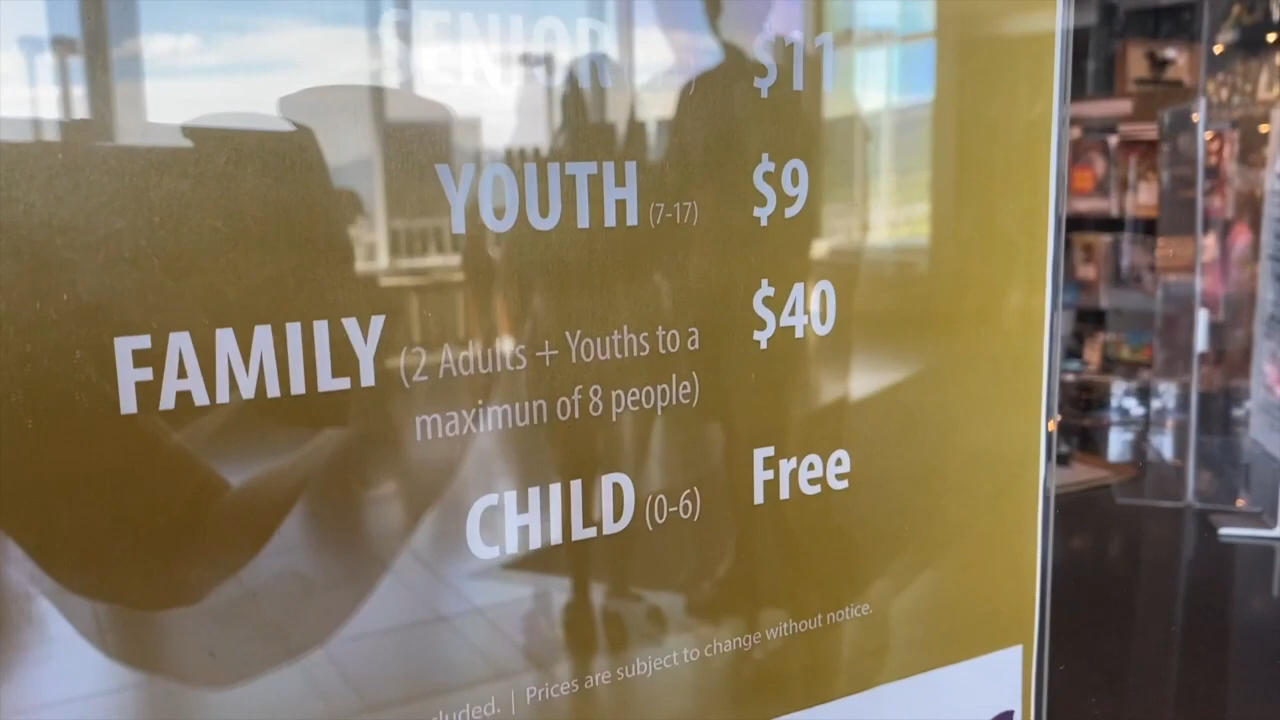 SENIOR $11
YOUTH (7-17) $9
FAMILY (2 Adults + Youths to a $40
maximun of 8 people)
CHILD (0-6) Free
cluded. | Prices are subject to change without notice.